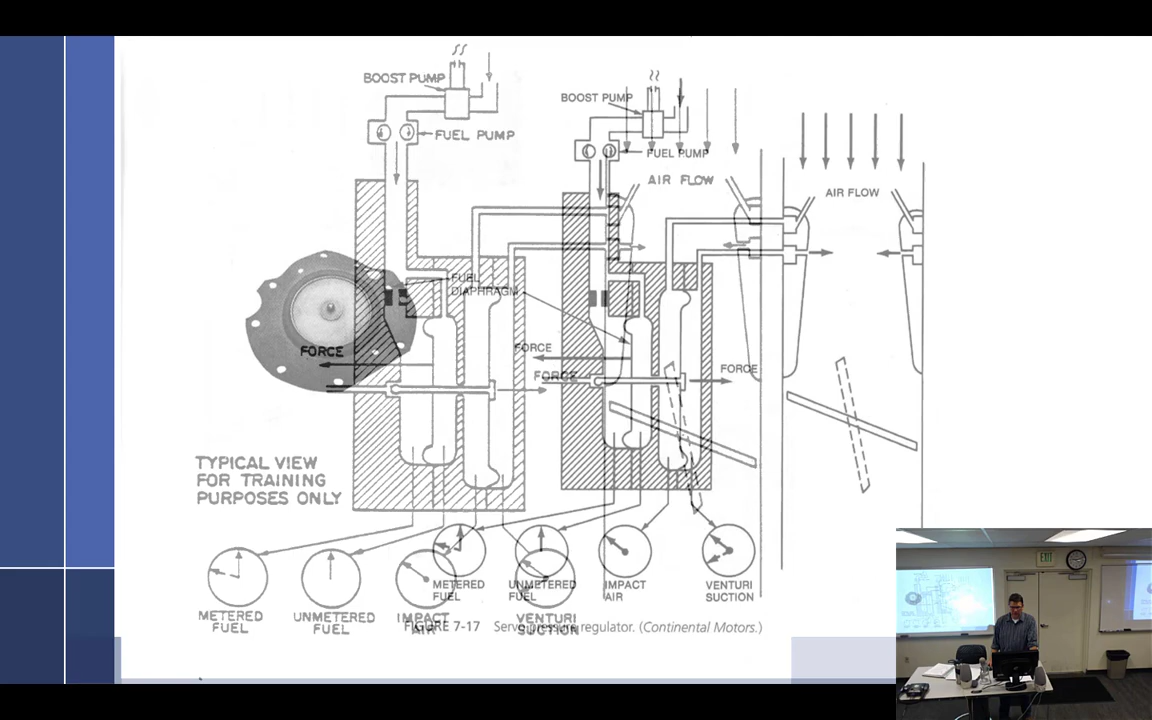 BOOST PUMP
FUEL PUMP
BOOST PUMP
FUEL PUMP
AIR FLOW
AIR FLOW
FUEL
DIAPHRAGM
FORCE
FORCE
FORCE
FORCE
TYPICAL VIEW
FOR TRAINING
PURPOSES ONLY
METERED
FUEL
UNMETERED
FUEL
IMPACT
AIR
VENTURI
SUCTION
METERED
FUEL
UNMETERED
FUEL
IMPACT
AIR
VENTURI
SUCTION
FIGURE 7-17 Servo pressure regulator. (Continental Motors.)
EXIT